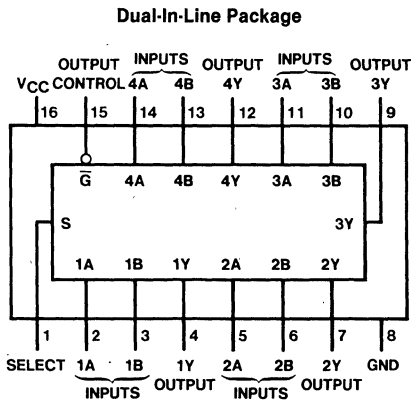 Dual-In-Line Package
OUTPUT INPUTS OUTPUT INPUTS OUTPUT
VCC CONTROL 4A 4B 4Y 3A 3B 3Y
16 15 14 13 12 11 10 9
G 4A 4B 4Y 3A 3B
S 3Y
1A 1B 1Y 2A 2B 2Y
1 2 3 4 5 6 7 8
SELECT 1A 1B 1Y 2A 2B 2Y GND
INPUTS OUTPUT INPUTS OUTPUT